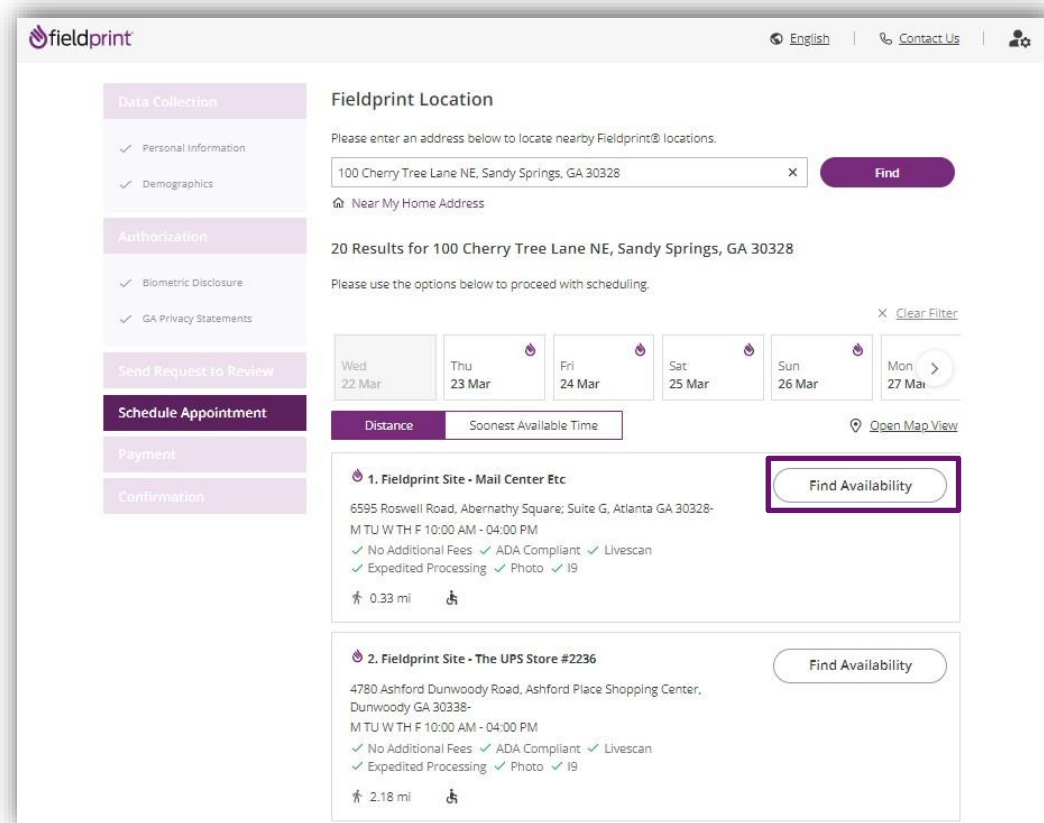 fieldprint
English
Contact Us
Data Collection
Personal Information
Demographics
Authorization
Biometric Disclosure
GA Privacy Statements
Send Request to Review
Schedule Appointment
Payment
Confirmation
Fieldprint Location
Please enter an address below to locate nearby Fieldprint® locations.
100 Cherry Tree Lane NE, Sandy Springs, GA 30328
Find
Near My Home Address
20 Results for 100 Cherry Tree Lane NE, Sandy Springs, GA 30328
Please use the options below to proceed with scheduling.
Clear Filter
Wed
22 Mar
Thu
23 Mar
Fri
24 Mar
Sat
25 Mar
Sun
26 Mar
Mon
27 Mar
Distance
Soonest Available Time
Open Map View
1. Fieldprint Site - Mail Center Etc
Find Availability
6595 Roswell Road, Abernathy Square; Suite G, Atlanta GA 30328-
M TU W TH F 10:00 AM - 04:00 PM
No Additional Fees ADA Compliant Livescan
Expedited Processing Photo I9
0.33 mi
2. Fieldprint Site - The UPS Store #2236
Find Availability
4780 Ashford Dunwoody Road, Ashford Place Shopping Center,
Dunwoody GA 30338-
M TU W TH F 10:00 AM - 04:00 PM
No Additional Fees ADA Compliant Livescan
Expedited Processing Photo I9
2.18 mi